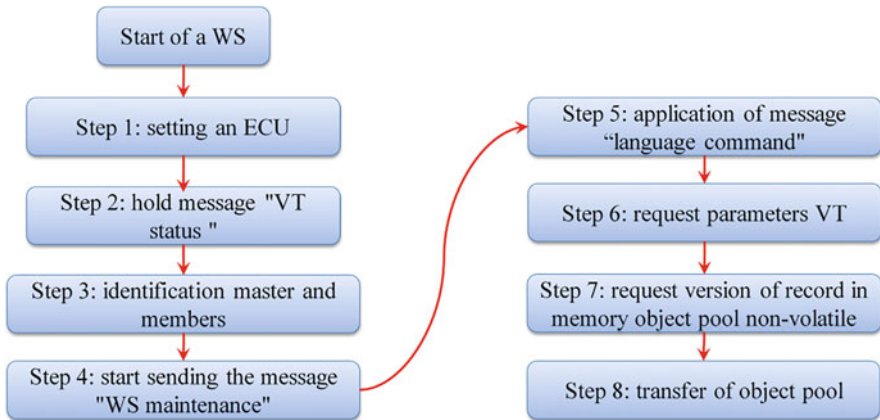 Start of a WS
Step 1: setting an ECU
Step 2: hold message "VT
status "
Step 3: identification master and
members
Step 4: start sending the message
"WS maintenance"
Step 5: application of message
“language command"
Step 6: request parameters VT
Step 7: request version of record in
memory object pool non-volatile
Step 8: transfer of object pool